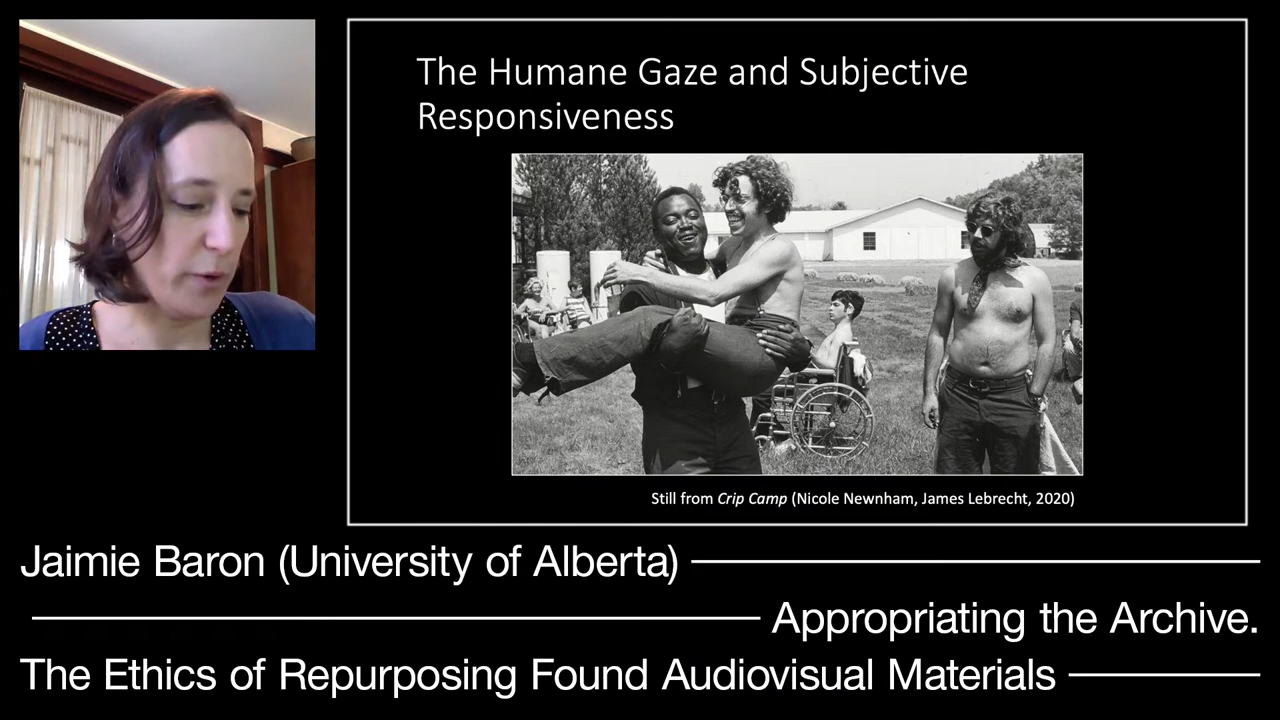 The Humane Gaze and Subjective
Responsiveness
Still from Crip Camp (Nicole Newnham, James Lebrecht, 2020)
Jaimie Baron (University of Alberta)
Appropriating the Archive.
The Ethics of Repurposing Found Audiovisual Materials